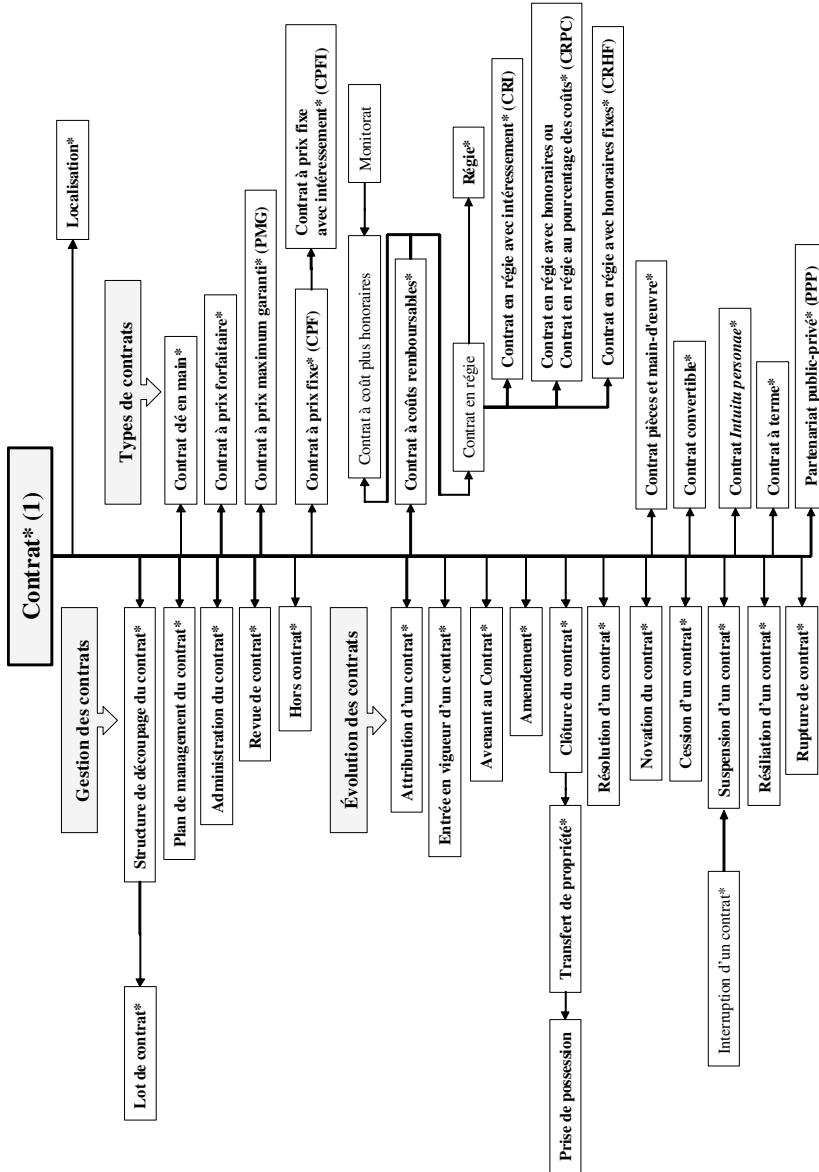 Contrat* (1)
Gestion des contrats
Structure de découpage du contrat*
Lot de contrat*
Plan de management du contrat*
Administration du contrat*
Revue de contrat*
Hors contrat*
Évolution des contrats
Attribution d'un contrat*
Entrée en vigueur d'un contrat*
Avenant au Contrat*
Amendement*
Clôture du contrat*
Transfert de propriété*
Prise de possession
Résolution d'un contrat*
Novation du contrat*
Cession d'un contrat*
Suspension d'un contrat*
Interruption d'un contrat*
Résiliation d'un contrat*
Rupture de contrat*
Localisation*
Types de contrats
Contrat clé en main*
Contrat à prix forfaitaire*
Contrat à prix maximum garanti* (PMG)
Contrat à prix fixe* (CPF)
Contrat à prix fixe
avec intéressement* (CPFI)
Contrat à coût plus honoraires
Monitorat
Contrat à coûts remboursables*
Contrat en régie
Régie*
Contrat en régie avec intéressement* (CRI)
Contrat en régie avec honoraires ou
Contrat en régie au pourcentage des coûts* (CRPC)
Contrat en régie avec honoraires fixes* (CRHF)
Contrat pièces et main-d'œuvre*
Contrat convertible*
Contrat Intuitu personae*
Contrat à terme*
Partenariat public-privé* (PPP)